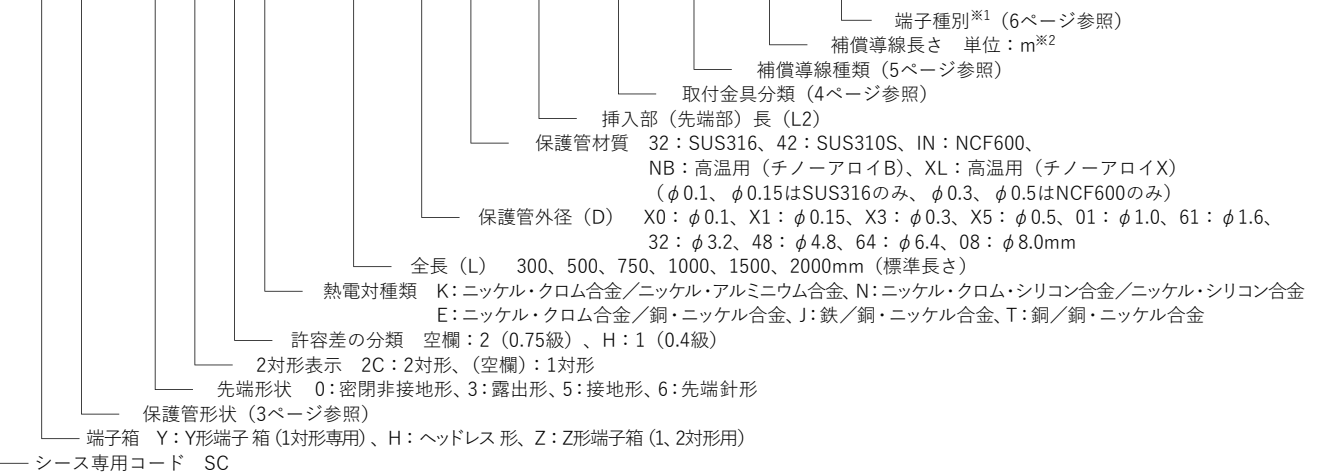 端子種別※1（6ページ参照）
補償導線長さ　単位：m※2
補償導線種類（5ページ参照）
取付金具分類（4ページ参照）
挿入部（先端部）長（L2）
保護管材質　32：SUS316、42：SUS310S、IN：NCF600、
NB：高温用（チノーアロイB）、XL：高温用（チノーアロイX）
（φ0.1、φ0.15はSUS316のみ、φ0.3、φ0.5はNCF600のみ）
保護管外径（D）　X0：φ0.1、X1：φ0.15、X3：φ0.3、X5：φ0.5、01：φ1.0、61：φ1.6、
32：φ3.2、48：φ4.8、64：φ6.4、08：φ8.0mm
全長（L）　300、500、750、1000、1500、2000mm（標準長さ）
熱電対種類　K：ニッケル・クロム合金／ニッケル・アルミニウム合金、N：ニッケル・クロム・シリコン合金／ニッケル・シリコン合金
E：ニッケル・クロム合金／銅・ニッケル合金、J：鉄／銅・ニッケル合金、T：銅／銅・ニッケル合金
許容差の分類　空欄：2（0.75級）、H：1（0.4級）
2対形表示　2C：2対形、（空欄）：1対形
先端形状　0：密閉非接地形、3：露出形、5：接地形、6：先端針形
保護管形状（3ページ参照）
端子箱　Y：Y形端子箱（1対形専用）、H：ヘッドレス形、Z：Z形端子箱（1、2対形用）
シース専用コード　SC